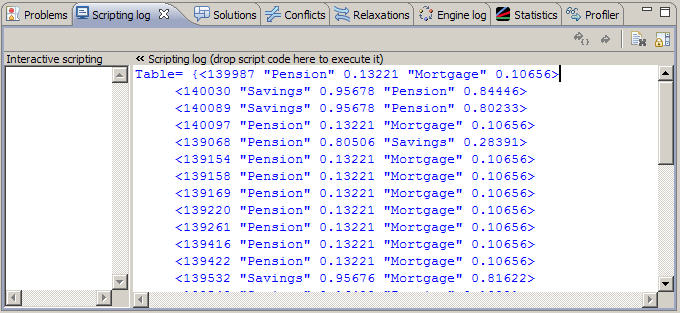 Problems Scripting log Solutions Conflicts Relaxations Engine log Statistics Profiler
Interactive scripting « Scripting log (drop script code here to execute it)
Table= {<139987 "Pension" 0.13221 "Mortgage" 0.10656>
<140030 "Savings" 0.95678 "Pension" 0.84446>
<140089 "Savings" 0.95678 "Pension" 0.80233>
<140097 "Pension" 0.13221 "Mortgage" 0.10656>
<139068 "Pension" 0.80506 "Savings" 0.28391>
<139154 "Pension" 0.13221 "Mortgage" 0.10656>
<139158 "Pension" 0.13221 "Mortgage" 0.10656>
<139169 "Pension" 0.13221 "Mortgage" 0.10656>
<139220 "Pension" 0.13221 "Mortgage" 0.10656>
<139261 "Pension" 0.13221 "Mortgage" 0.10656>
<139416 "Pension" 0.13221 "Mortgage" 0.10656>
<139422 "Pension" 0.13221 "Mortgage" 0.10656>
<139532 "Savings" 0.95676 "Mortgage" 0.81622>